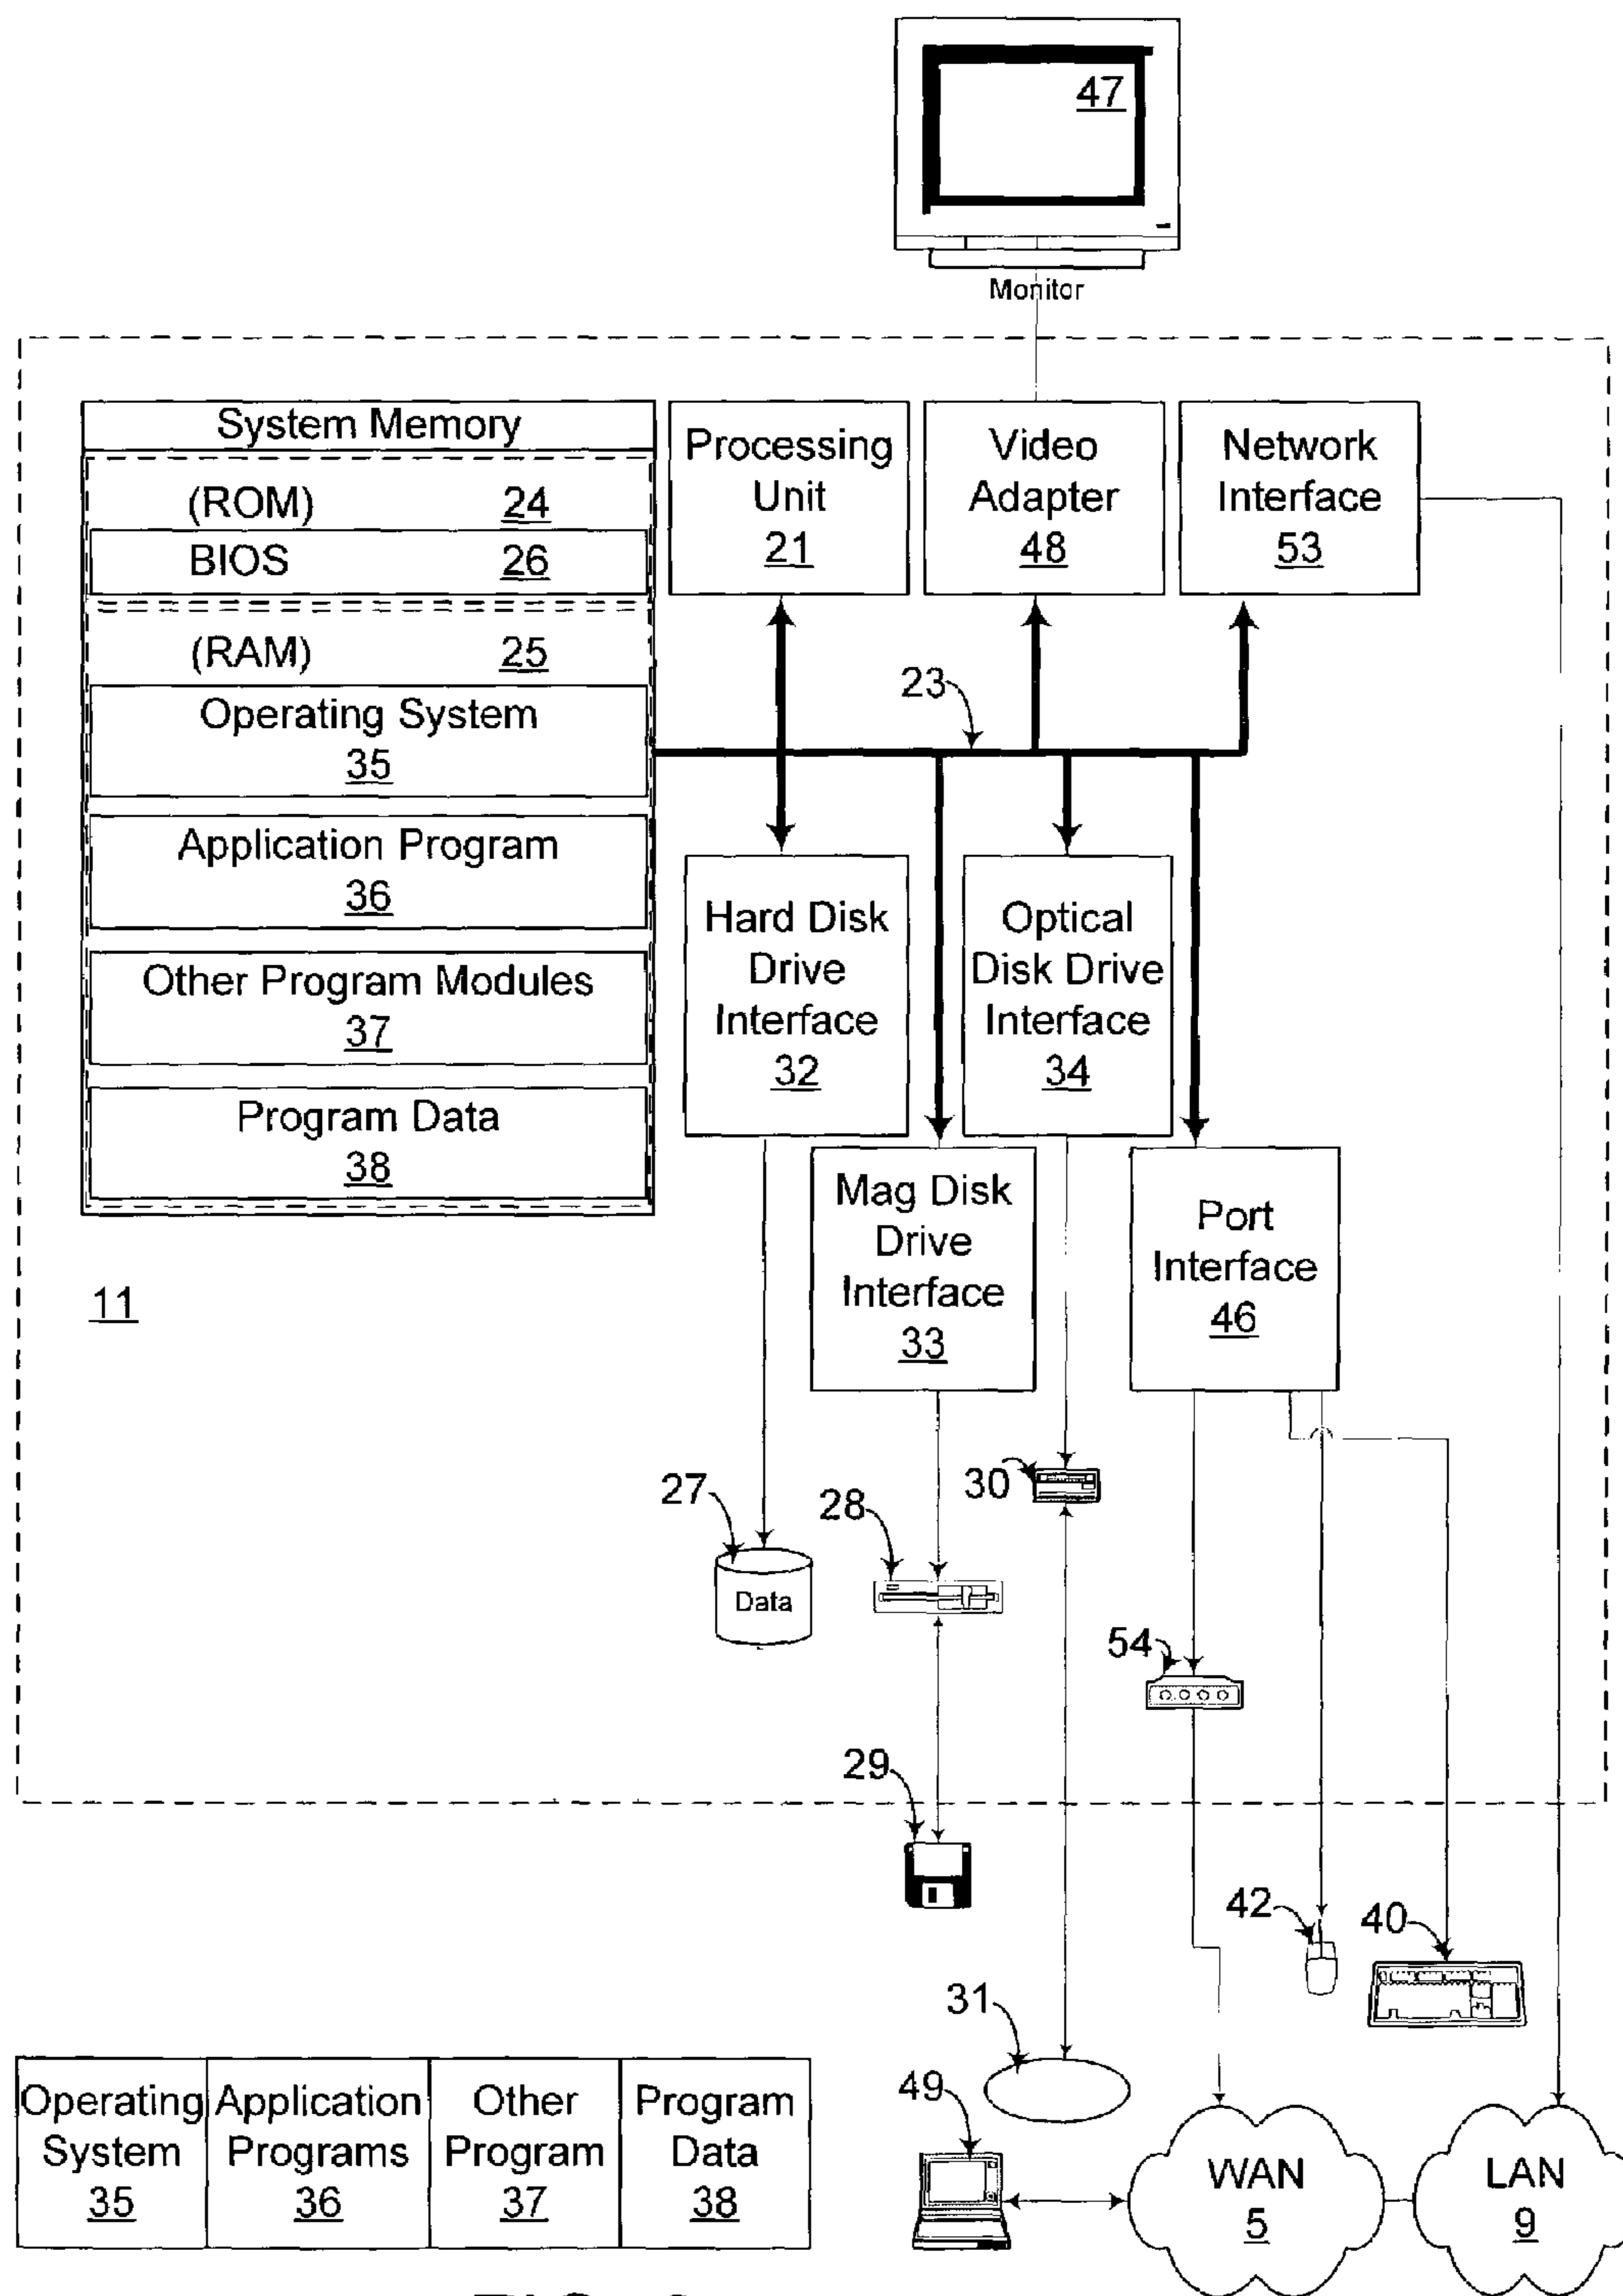 47
Monitor
System Memory
(ROM) 24
BIOS 26
(RAM) 25
Operating System
35
Application Program
36
Other Program Modules
37
Program Data
38
Processing
Unit
21
Video
Adapter
48
Network
Interface
53
23
Hard Disk
Drive
Interface
32
Optical
Disk Drive
Interface
34
Mag Disk
Drive
Interface
33
Port
Interface
46
11
27
Data
28
30
54
29
42
40
31
49
Operating
System
35
Application
Programs
36
Other
Program
37
Program
Data
38
WAN
5
LAN
9